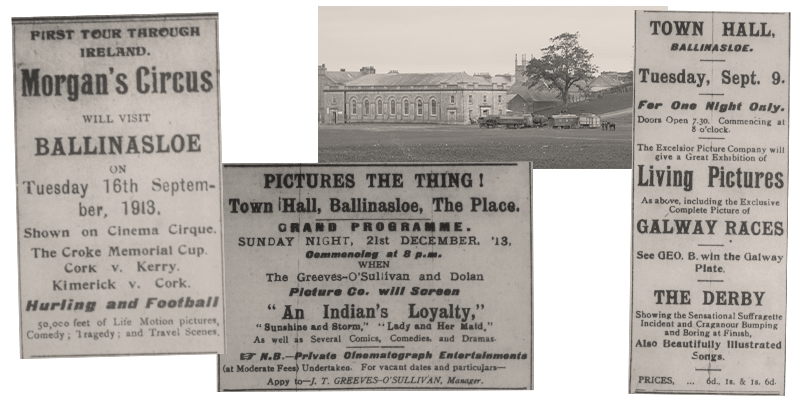 FIRST TOUR THROUGH
IRELAND.
Morgan's Circus
WILL VISIT
BALLINASLOE
ON
Tuesday 16th Septem-
ber, 1913.
Shown on Cinema Cirque.
The Croke Memorial Cup.
Cork v. Kerry.
Kimerick v. Cork.
Hurling and Football
50,000 feet of Life Motion pictures,
Comedy; Tragedy; and Travel Scenes.
PICTURES THE THING!
Town Hall, Ballinasloe, The Place.
GRAND PROGRAMME.
SUNDAY NIGHT, 21st DECEMBER, '13,
Commencing at 8 p.m.
WHEN
The Greeves-O'Sullivan and Dolan
Picture Co. will Screen
"An Indian's Loyalty,"
"Sunshine and Storm," "Lady and Her Maid,"
As well as Several Comics, Comedies, and Dramas.
☞ N.B.—Private Cinematograph Entertainments
(at Moderate Fees) Undertaken. For vacant dates and particulars—
Appy to—J. T. GREEVES-O'SULLIVAN, Manager.
TOWN HALL,
BALLINASLOE.
Tuesday, Sept. 9.
For One Night Only.
Doors Open 7.30. Commencing at
8 o'clock.
The Excelsior Picture Company will
give a Great Exhibition of
Living Pictures
As above, including the Exclusive
Complete Picture of
GALWAY RACES
See GEO. B. win the Galway
Plate.
THE DERBY
Showing the Sensational Suffragette
Incident and Craganour Bumping
and Boring at Finish,
Also Beautifully Illustrated
Songs.
PRICES, ... 6d., 1s. & 1s. 6d.